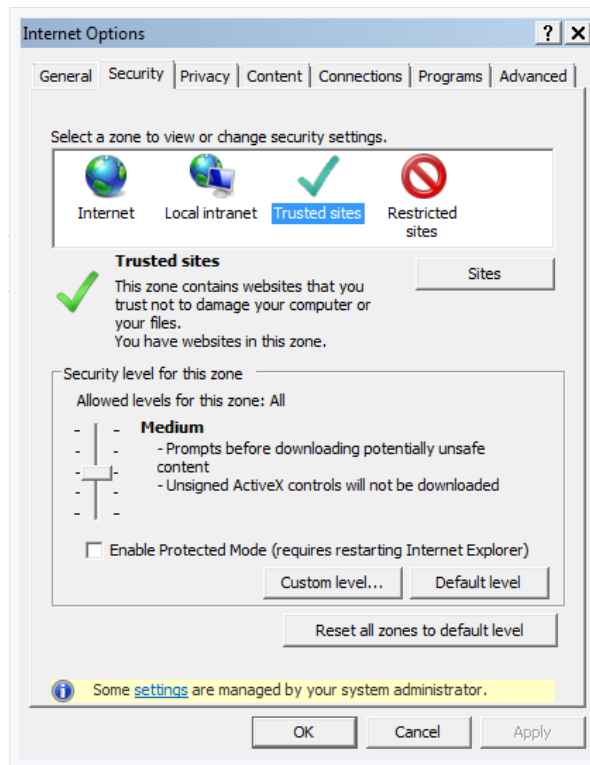 Internet Options
?
X
General Security Privacy Content Connections Programs Advanced
Select a zone to view or change security settings.
Internet Local intranet Trusted sites Restricted
sites
Trusted sites
Sites
This zone contains websites that you
trust not to damage your computer or
your files.
You have websites in this zone.
Security level for this zone
Allowed levels for this zone: All
Medium
- Prompts before downloading potentially unsafe
content
- Unsigned ActiveX controls will not be downloaded
Enable Protected Mode (requires restarting Internet Explorer)
Custom level... Default level
Reset all zones to default level
Some settings are managed by your system administrator.
OK Cancel Apply